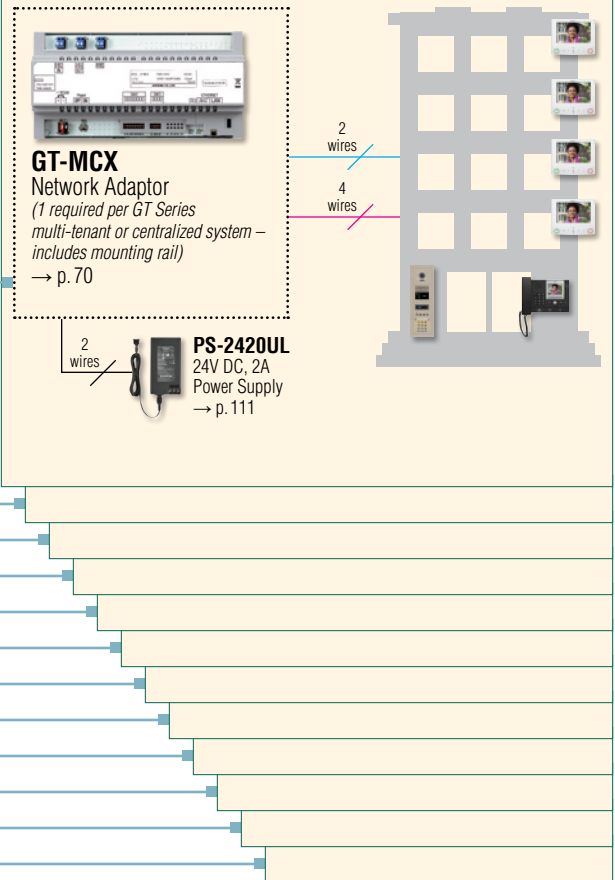 GT-MCX
Network Adaptor
(1 required per GT Series
multi-tenant or centralized system –
includes mounting rail)
→ p. 70
2
wires
4
wires
2
wires
PS-2420UL
24V DC, 2A
Power Supply
→ p. 111